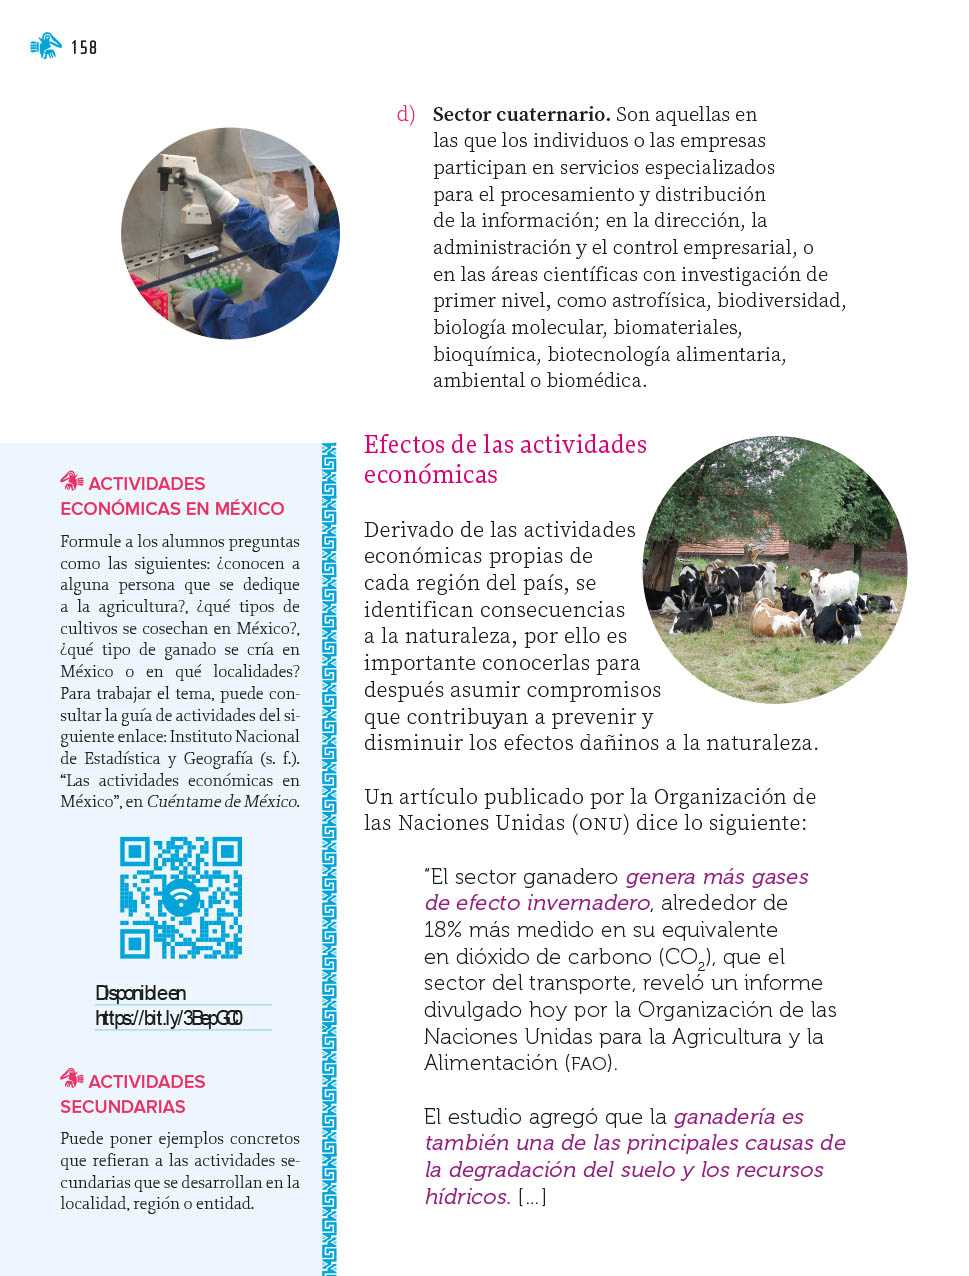 158
d) Sector cuaternario. Son aquellas en
las que los individuos o las empresas
participan en servicios especializados
para el procesamiento y distribución
de la información; en la dirección, la
administración y el control empresarial, o
en las áreas científicas con investigación de
primer nivel, como astrofísica, biodiversidad,
biología molecular, biomateriales,
bioquímica, biotecnología alimentaria,
ambiental o biomédica.
Efectos de las actividades
económicas
Derivado de las actividades
económicas propias de
cada región del país, se
identifican consecuencias
a la naturaleza, por ello es
importante conocerlas para
después asumir compromisos
que contribuyan a prevenir y
disminuir los efectos dañinos a la naturaleza.
Un artículo publicado por la Organización de
las Naciones Unidas (ONU) dice lo siguiente:
“El sector ganadero genera más gases
de efecto invernadero, alrededor de
18% más medido en su equivalente
en dióxido de carbono (CO₂), que el
sector del transporte, reveló un informe
divulgado hoy por la Organización de las
Naciones Unidas para la Agricultura y la
Alimentación (FAO).
El estudio agregó que la ganadería es
también una de las principales causas de
la degradación del suelo y los recursos
hídricos. [...]
ACTIVIDADES
ECONÓMICAS EN MÉXICO
Formule a los alumnos preguntas
como las siguientes: ¿conocen a
alguna persona que se dedique
a la agricultura?, ¿qué tipos de
cultivos se cosechan en México?,
¿qué tipo de ganado se cría en
México o en qué localidades?
Para trabajar el tema, puede con-
sultar la guía de actividades del si-
guiente enlace: Instituto Nacional
de Estadística y Geografía (s. f.).
“Las actividades económicas en
México”, en Cuéntame de México.
Disponible en
https://bit.ly/3BepGC0
ACTIVIDADES
SECUNDARIAS
Puede poner ejemplos concretos
que refieran a las actividades se-
cundarias que se desarrollan en la
localidad, región o entidad.